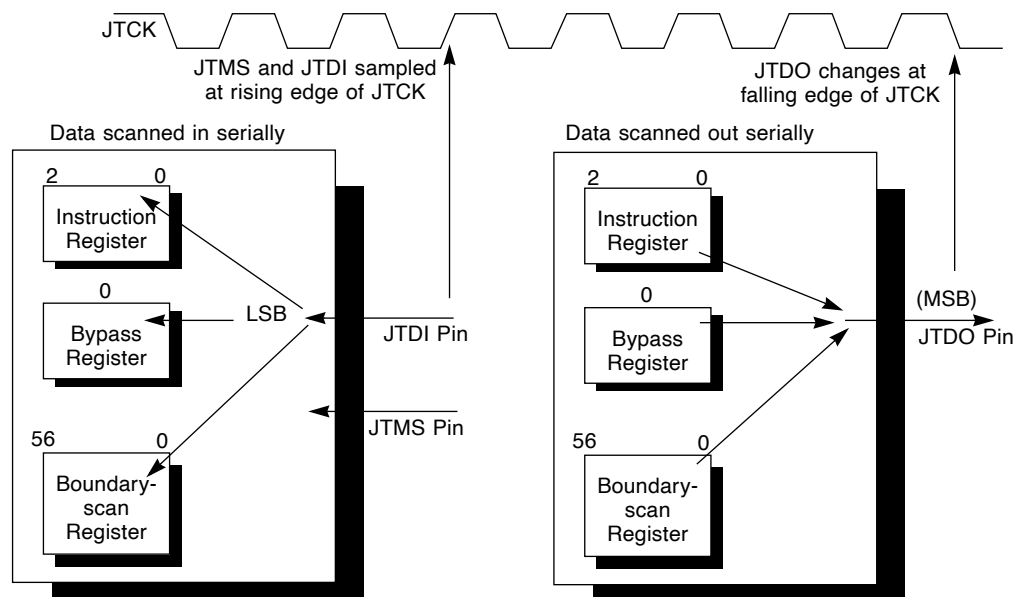 JTCK
JTMS and JTDI sampled
at rising edge of JTCK
JTDO changes at
falling edge of JTCK
Data scanned in serially
2 0
Instruction
Register
0
LSB
Bypass
Register
JTDI Pin
JTMS Pin
56 0
Boundary-
scan
Register
Data scanned out serially
2 0
Instruction
Register
0
(MSB)
Bypass
Register
JTDO Pin
56 0
Boundary-
scan
Register